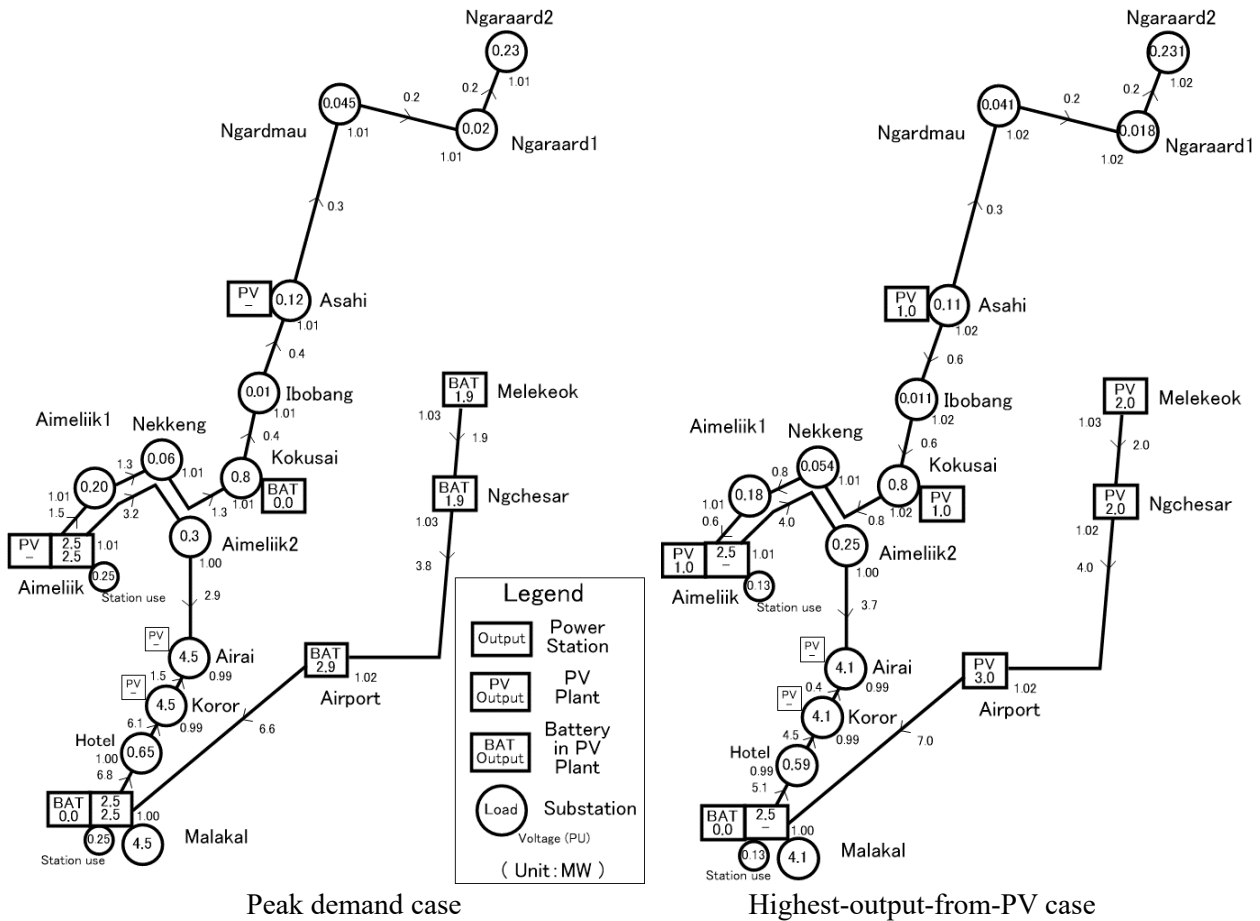 Ngaraard2
0.23
1.01
0.2
0.2
0.045
1.01
0.02
Ngardmau
1.01
Ngaraard1
0.3
PV
–
0.12
Asahi
1.01
0.4
0.01
Ibobang
1.01
0.4
Aimeliik1
Nekkeng
0.06
1.01
1.3
0.20
1.01
1.5
3.2
Kokusai
0.8
1.01
BAT
0.0
1.3
0.3
Aimeliik2
1.00
PV
–
2.5
2.5
1.01
Aimeliik
0.25
Station use
2.9
PV
–
4.5
Airai
0.99
1.5
PV
–
4.5
Koror
0.99
6.1
Hotel
0.65
1.00
6.8
BAT
0.0
2.5
2.5
1.00
Malakal
0.25
4.5
Station use
BAT
1.9
Melekeok
1.03
1.9
BAT
1.9
Ngchesar
1.03
3.8
BAT
2.9
1.02
Airport
6.6
Legend
Output
Power
Station
PV
Output
PV
Plant
BAT
Output
Battery
in PV
Plant
Load
Substation
Voltage (PU)
( Unit : MW )
Peak demand case
Ngaraard2
0.231
1.02
0.2
0.2
0.041
1.02
0.018
Ngardmau
1.02
Ngaraard1
0.3
PV
1.0
0.11
Asahi
1.02
0.6
0.011
Ibobang
1.02
0.6
Aimeliik1
Nekkeng
0.054
1.01
0.8
0.18
1.01
0.6
4.0
Kokusai
0.8
1.02
PV
1.0
0.8
0.25
Aimeliik2
1.00
PV
1.0
2.5
–
1.01
Aimeliik
0.13
Station use
3.7
PV
–
4.1
Airai
0.99
0.4
PV
–
4.1
Koror
0.99
4.5
Hotel
0.59
0.99
5.1
BAT
0.0
2.5
–
1.00
Malakal
0.13
4.1
Station use
PV
2.0
Melekeok
1.03
2.0
PV
2.0
Ngchesar
1.02
4.0
PV
3.0
1.02
Airport
7.0
Highest-output-from-PV case